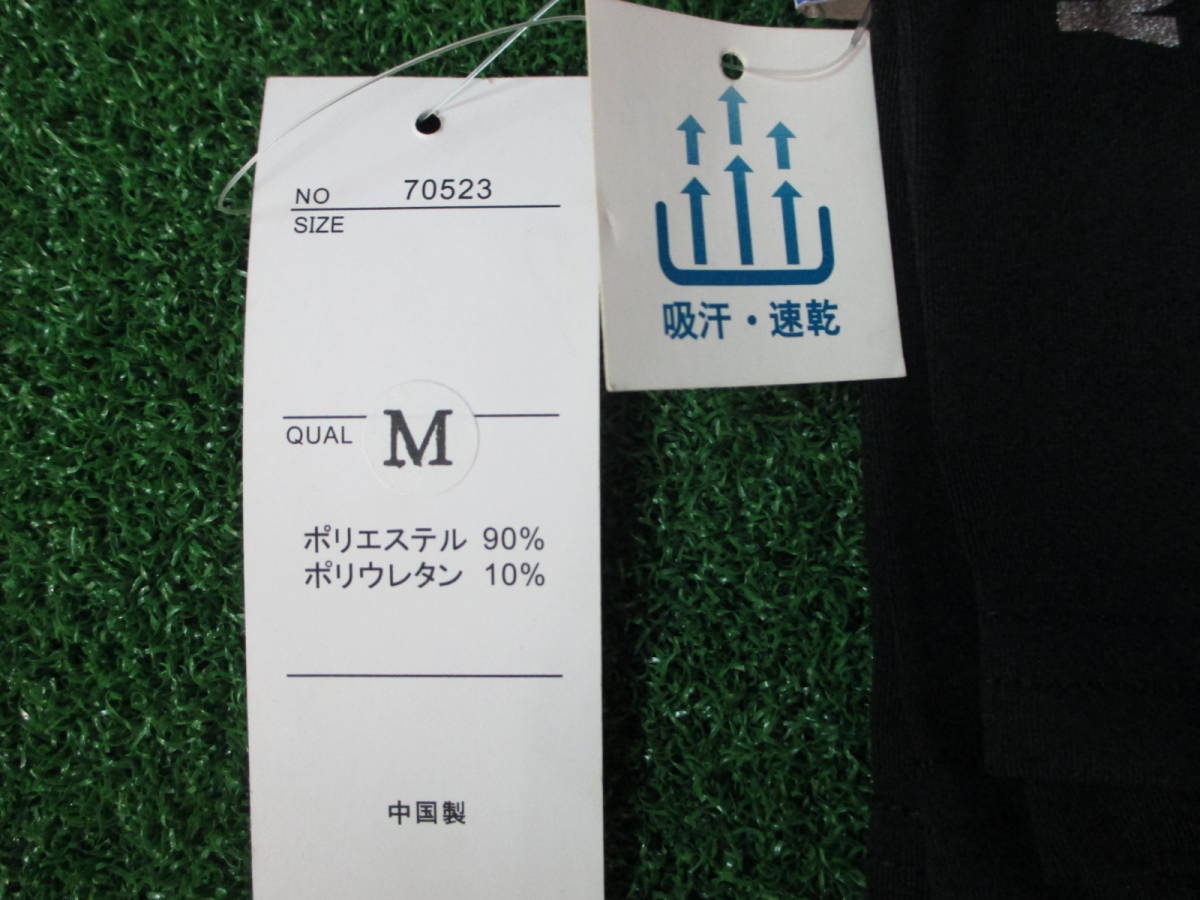 NO 70523
SIZE
QUAL M
ポリエステル 90%
ポリウレタン 10%
中国製
吸汗・速乾